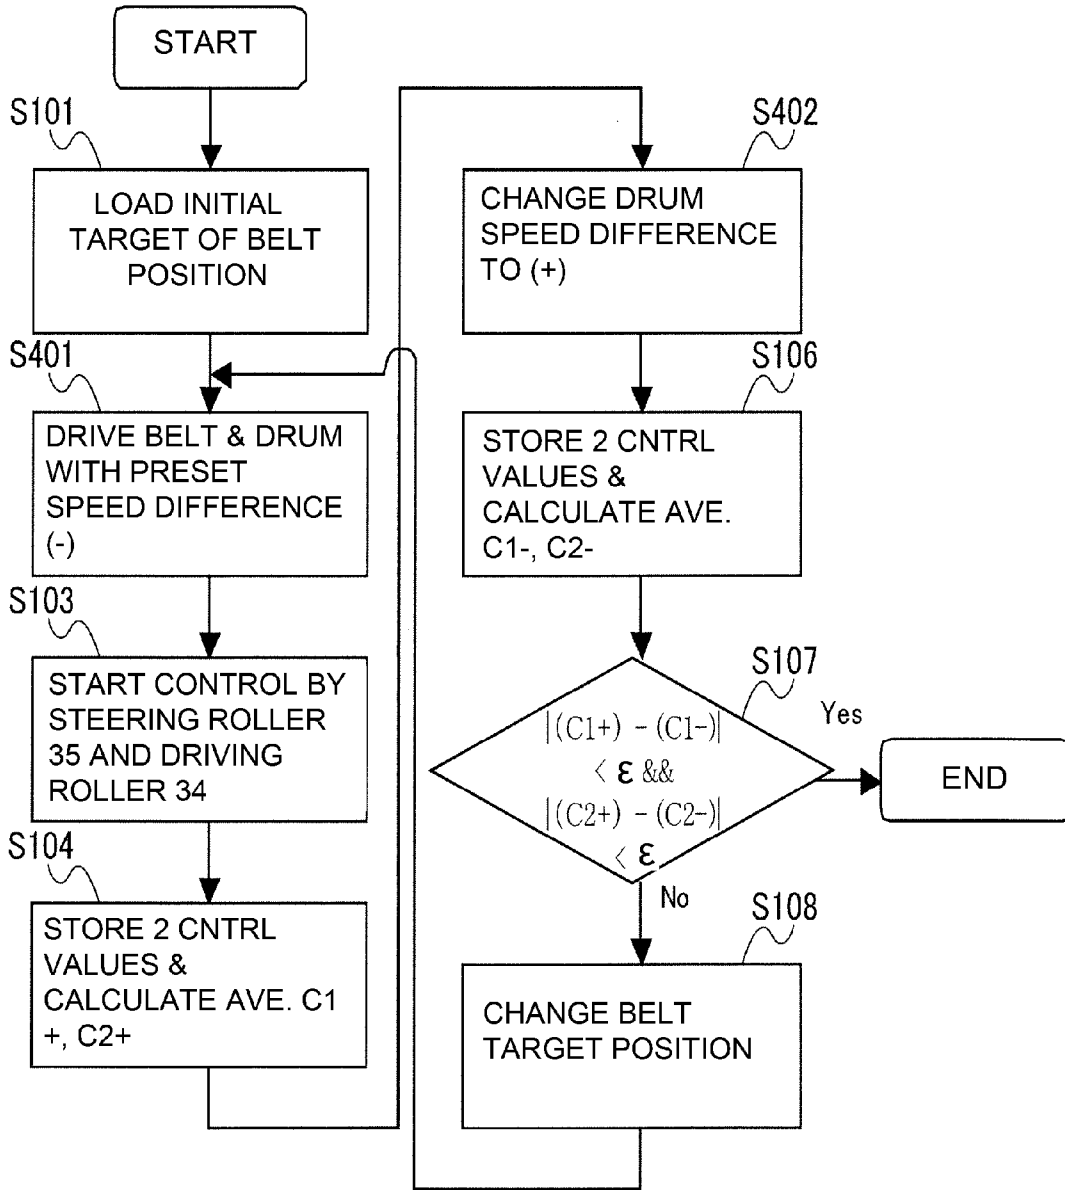 START
S101
LOAD INITIAL
TARGET OF BELT
POSITION
S401
DRIVE BELT & DRUM
WITH PRESET
SPEED DIFFERENCE
(-)
S103
START CONTROL BY
STEERING ROLLER
35 AND DRIVING
ROLLER 34
S104
STORE 2 CNTRL
VALUES &
CALCULATE AVE. C1
+, C2+
S402
CHANGE DRUM
SPEED DIFFERENCE
TO (+)
S106
STORE 2 CNTRL
VALUES &
CALCULATE AVE.
C1-, C2-
S107
|(C1+) - (C1-)|
< ε &&
|(C2+) - (C2-)|
< ε
Yes
END
No
S108
CHANGE BELT
TARGET POSITION